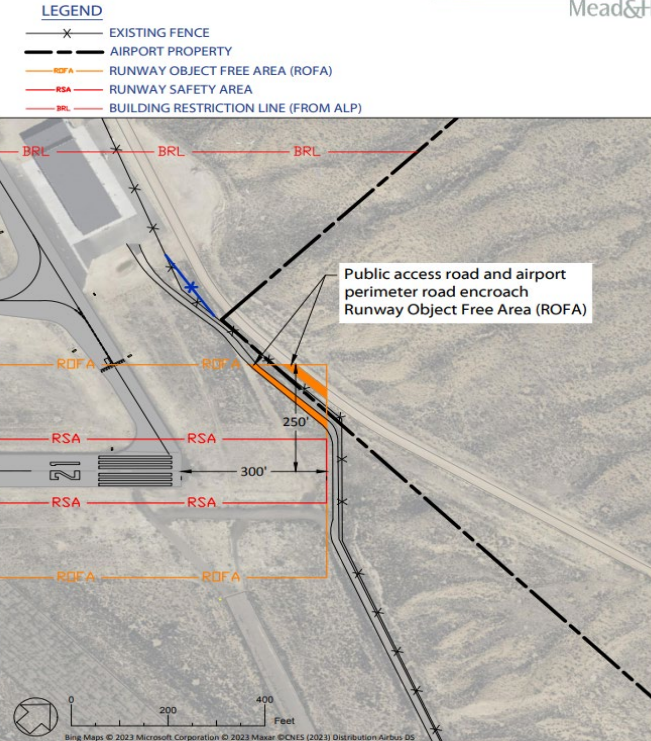 LEGEND
Mead&H
EXISTING FENCE
AIRPORT PROPERTY
ROFA RUNWAY OBJECT FREE AREA (ROFA)
RSA RUNWAY SAFETY AREA
BRL BUILDING RESTRICTION LINE (FROM ALP)
BRL BRL BRL
Public access road and airport
perimeter road encroach
Runway Object Free Area (ROFA)
ROFA ROFA
250'
RSA RSA
21 300'
RSA RSA
ROFA ROFA
0 200 400
Feet
Bing Maps © 2023 Microsoft Corporation © 2023 Maxar ©CNES (2023) Distribution Airbus DS